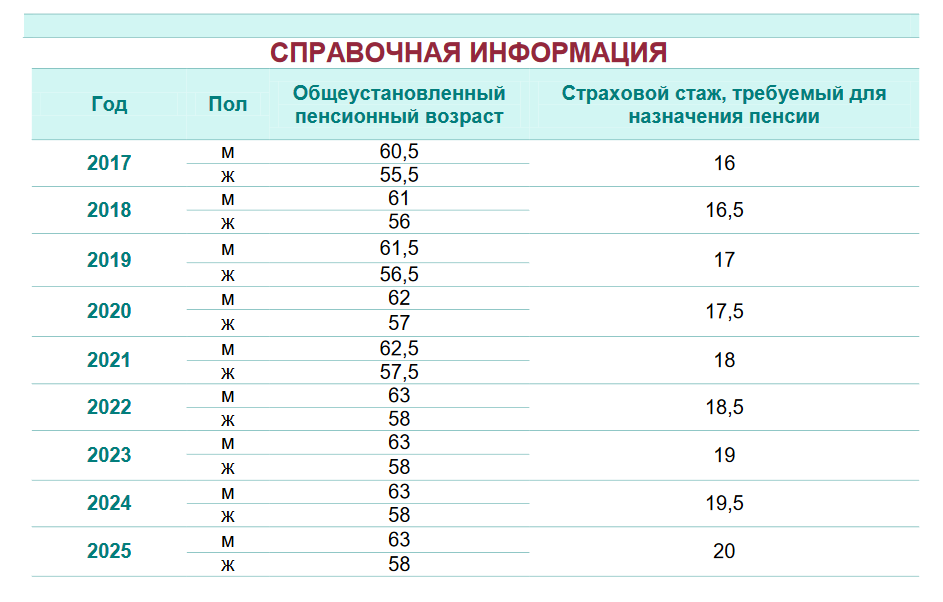 СПРАВОЧНАЯ ИНФОРМАЦИЯ
Год Пол Общеустановленный пенсионный возраст Страховой стаж, требуемый для назначения пенсии
2017 м 60,5 16
ж 55,5
2018 м 61 16,5
ж 56
2019 м 61,5 17
ж 56,5
2020 м 62 17,5
ж 57
2021 м 62,5 18
ж 57,5
2022 м 63 18,5
ж 58
2023 м 63 19
ж 58
2024 м 63 19,5
ж 58
2025 м 63 20
ж 58